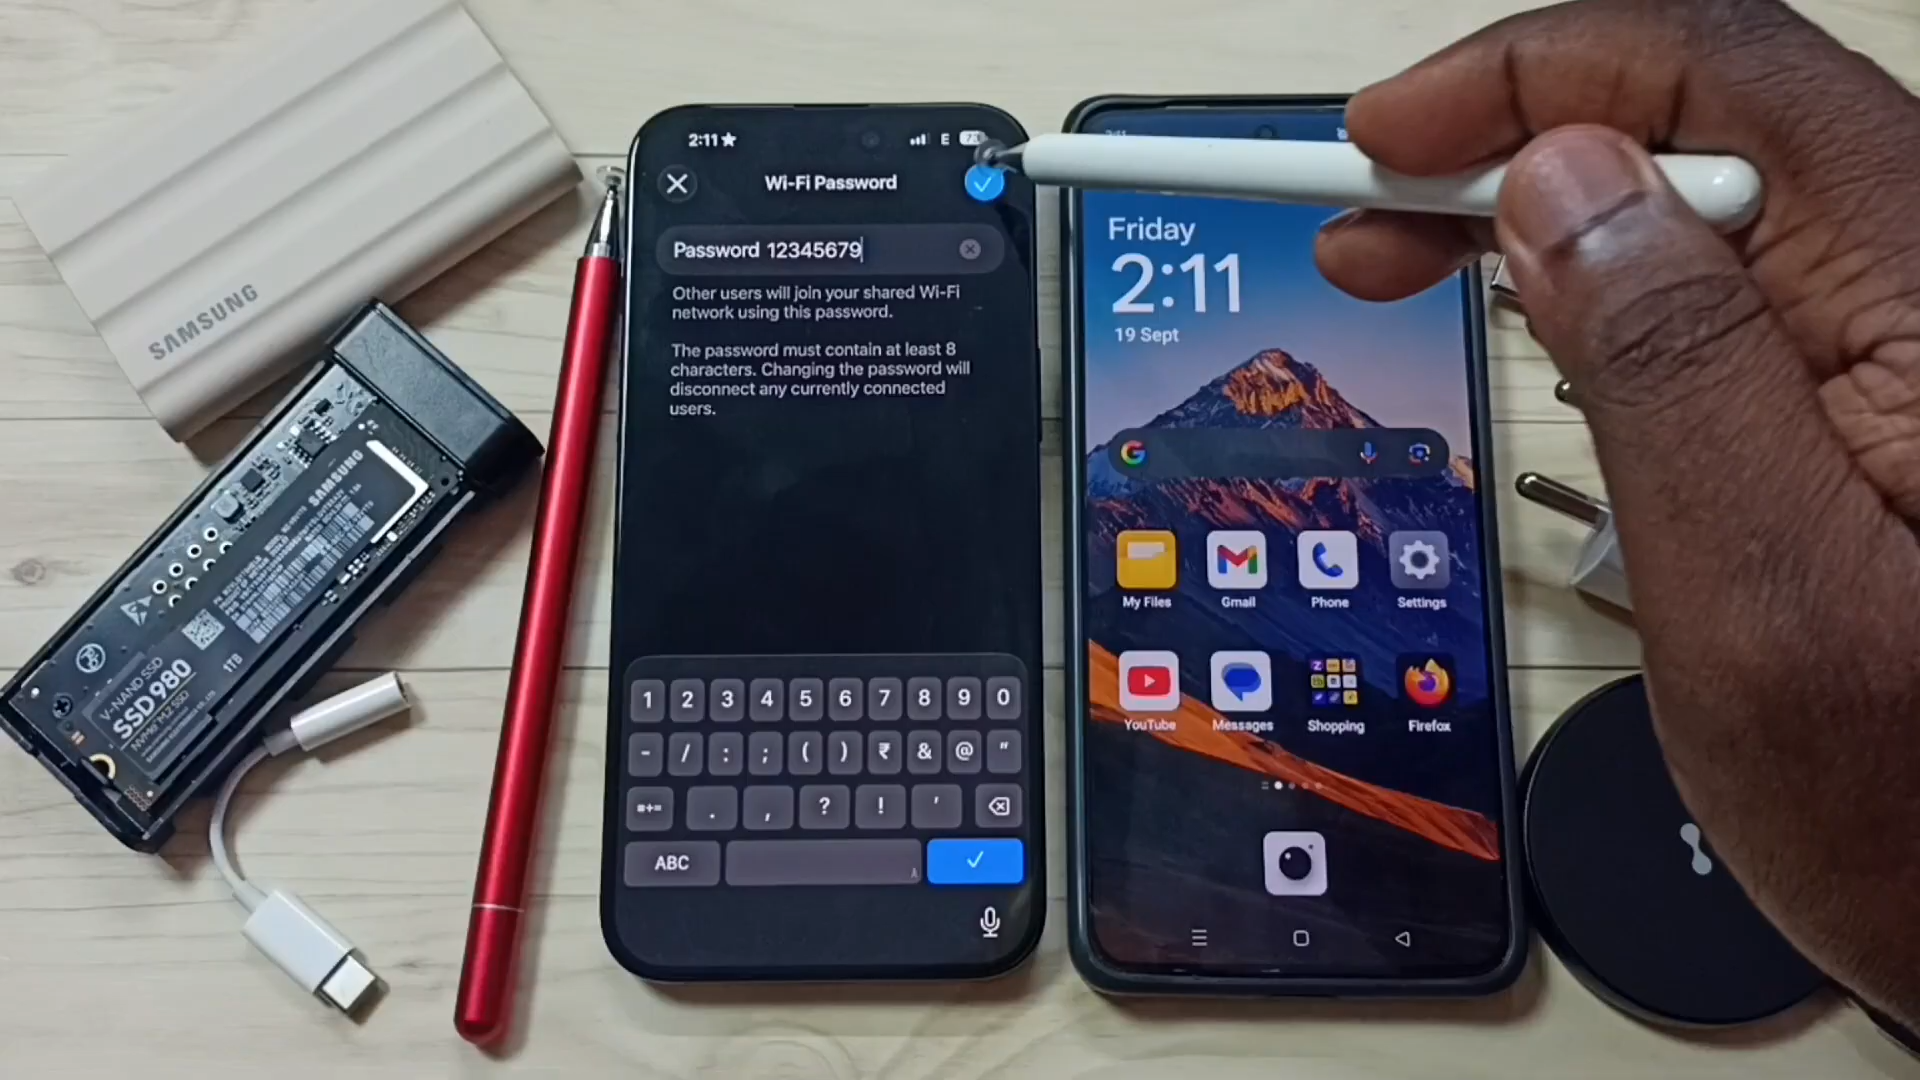 SAMSUNG
SAMSUNG
V-NAND SSD
SSD 980
NVMe M.2 SSD
1TB
2:11
E
Wi-Fi Password
Password 12345679
Other users will join your shared Wi-Fi
network using this password.
The password must contain at least 8
characters. Changing the password will
disconnect any currently connected
users.
1 2 3 4 5 6 7 8 9 0
- / : ; ( ) ₹ & @ "
#+= . , ? ! '
ABC
Friday
2:11
19 Sept
My Files Gmail Phone Settings
YouTube Messages Shopping Firefox